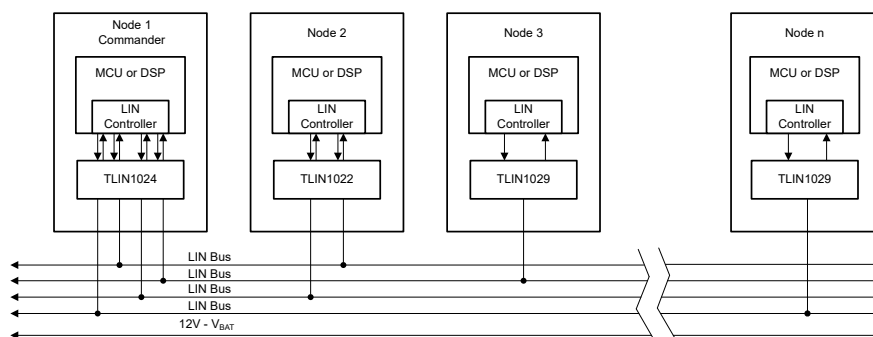 Node 1
Commander
MCU or DSP
LIN
Controller
TLIN1024
Node 2
MCU or DSP
LIN
Controller
TLIN1022
Node 3
MCU or DSP
LIN
Controller
TLIN1029
Node n
MCU or DSP
LIN
Controller
TLIN1029
LIN Bus
LIN Bus
LIN Bus
LIN Bus
12V - VBAT